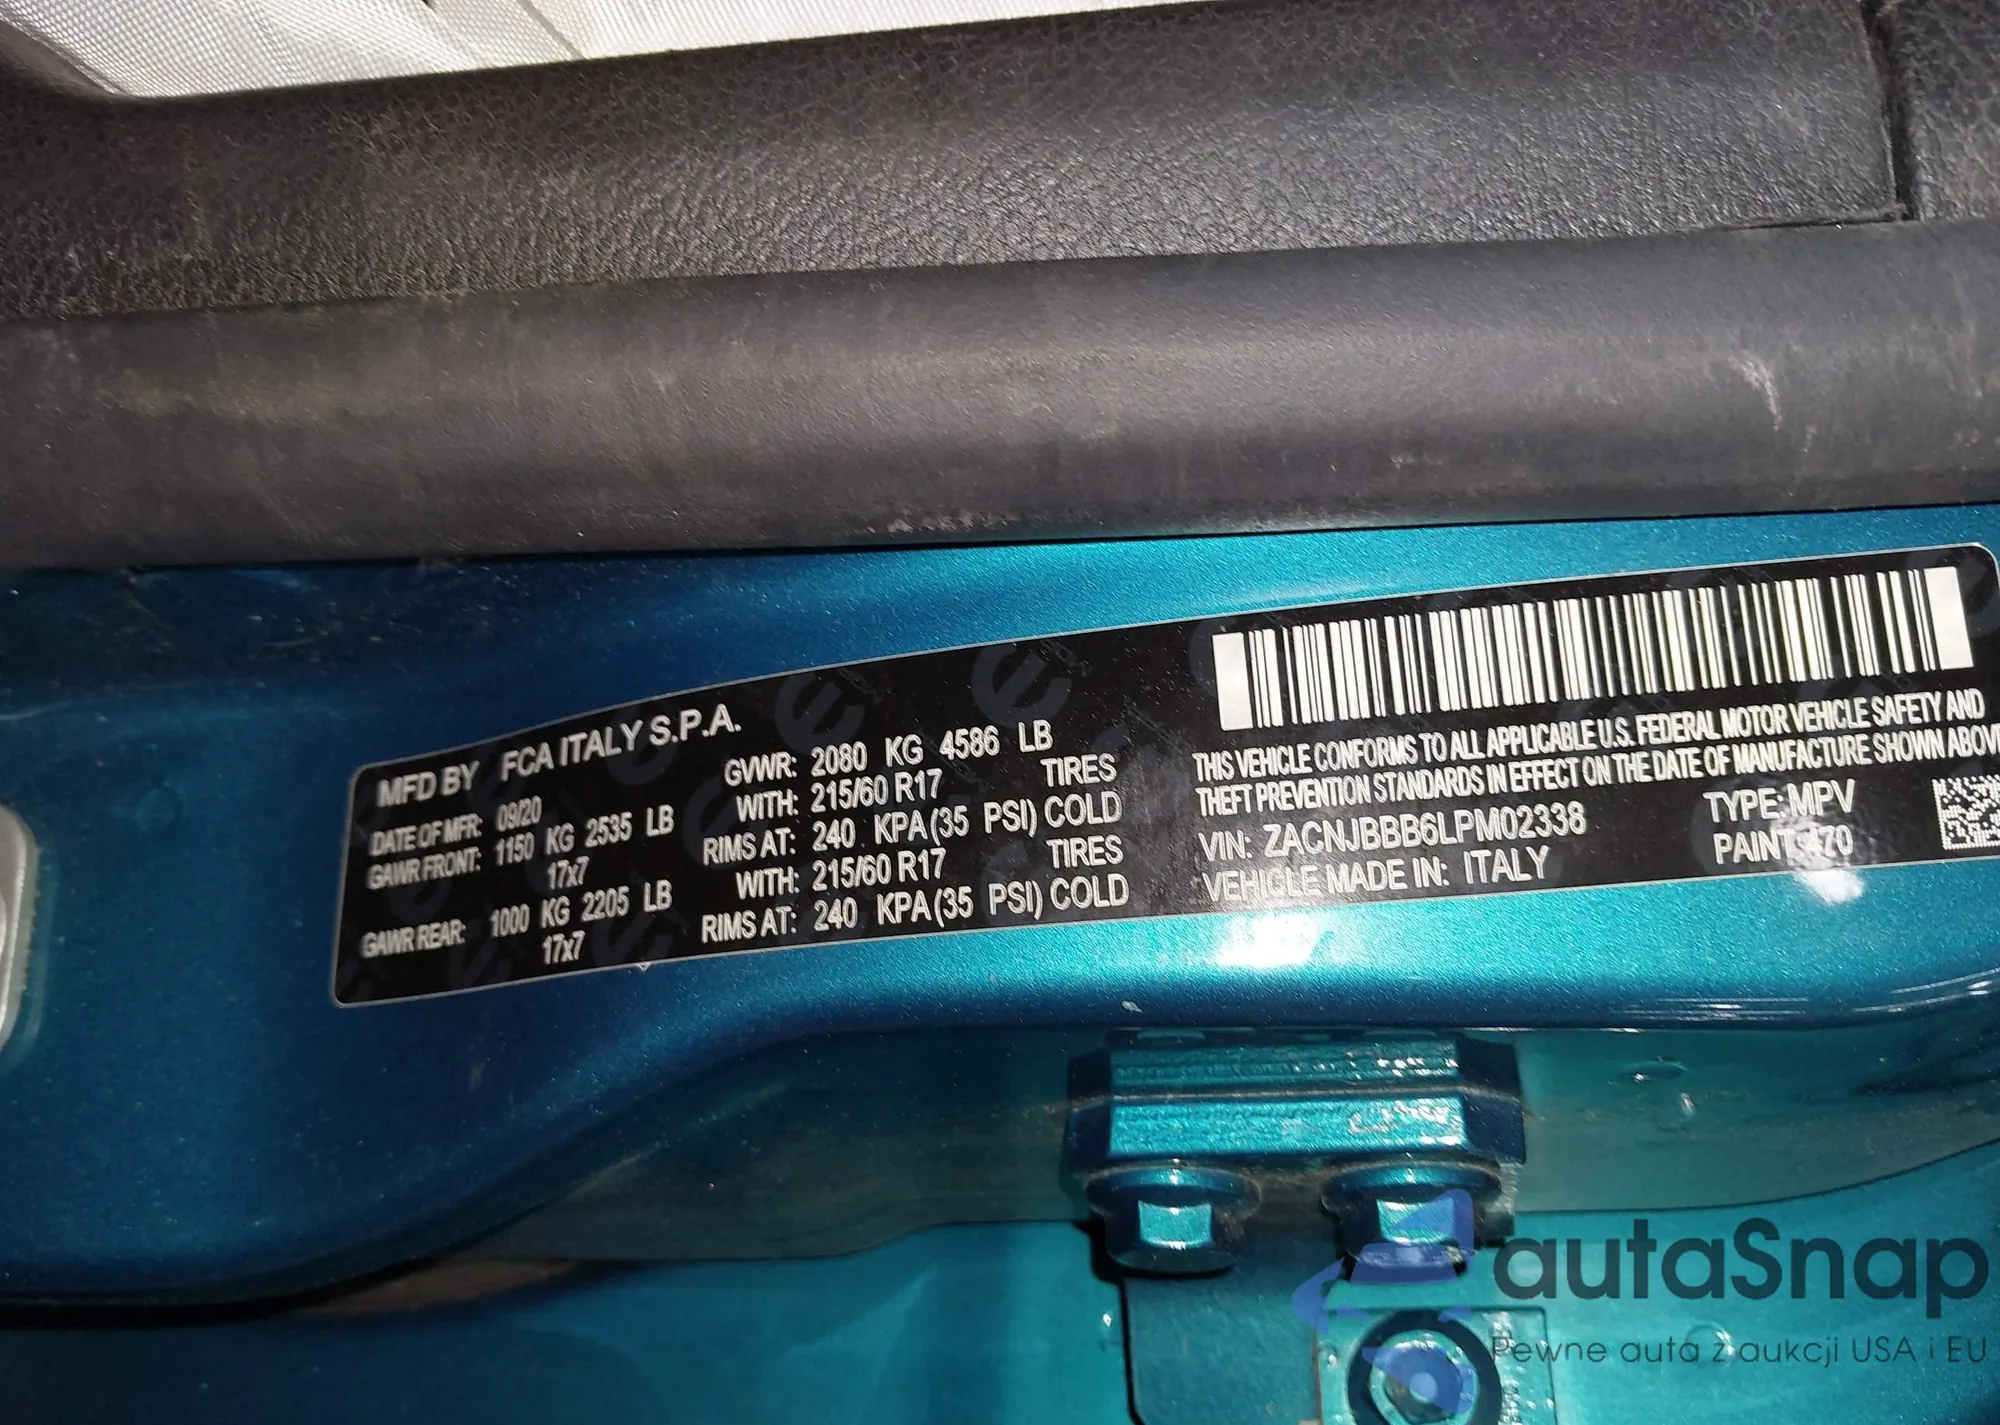 MFD BY FCA ITALY S.P.A.
DATE OF MFR: 09/20 GVWR: 2080 KG 4586 LB
GAWR FRONT: 1150 KG 2535 LB WITH: 215/60 R17 TIRES
17x7 RIMS AT: 240 KPA (35 PSI) COLD
GAWR REAR: 1000 KG 2205 LB WITH: 215/60 R17 TIRES
17x7 RIMS AT: 240 KPA (35 PSI) COLD
THIS VEHICLE CONFORMS TO ALL APPLICABLE U.S. FEDERAL MOTOR VEHICLE SAFETY AND
THEFT PREVENTION STANDARDS IN EFFECT ON THE DATE OF MANUFACTURE SHOWN ABOVE
VIN: ZACNJBBB6LPM02338 TYPE: MPV
VEHICLE MADE IN: ITALY PAINT: 470
autaSnap
Pewne auta z aukcji USA i EU